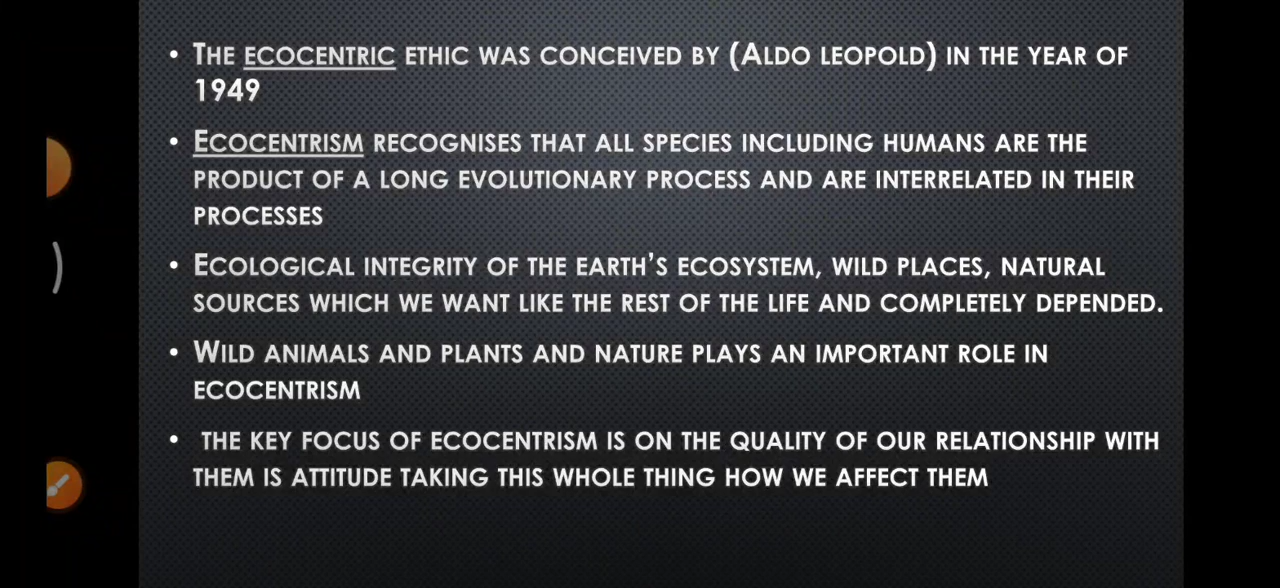 • The ecocentric ethic was conceived by (Aldo leopold) in the year of
1949
• Ecocentrism recognises that all species including humans are the
product of a long evolutionary process and are interrelated in their
processes
• Ecological integrity of the earth's ecosystem, wild places, natural
sources which we want like the rest of the life and completely depended.
• Wild animals and plants and nature plays an important role in
ecocentrism
• the key focus of ecocentrism is on the quality of our relationship with
them is attitude taking this whole thing how we affect them